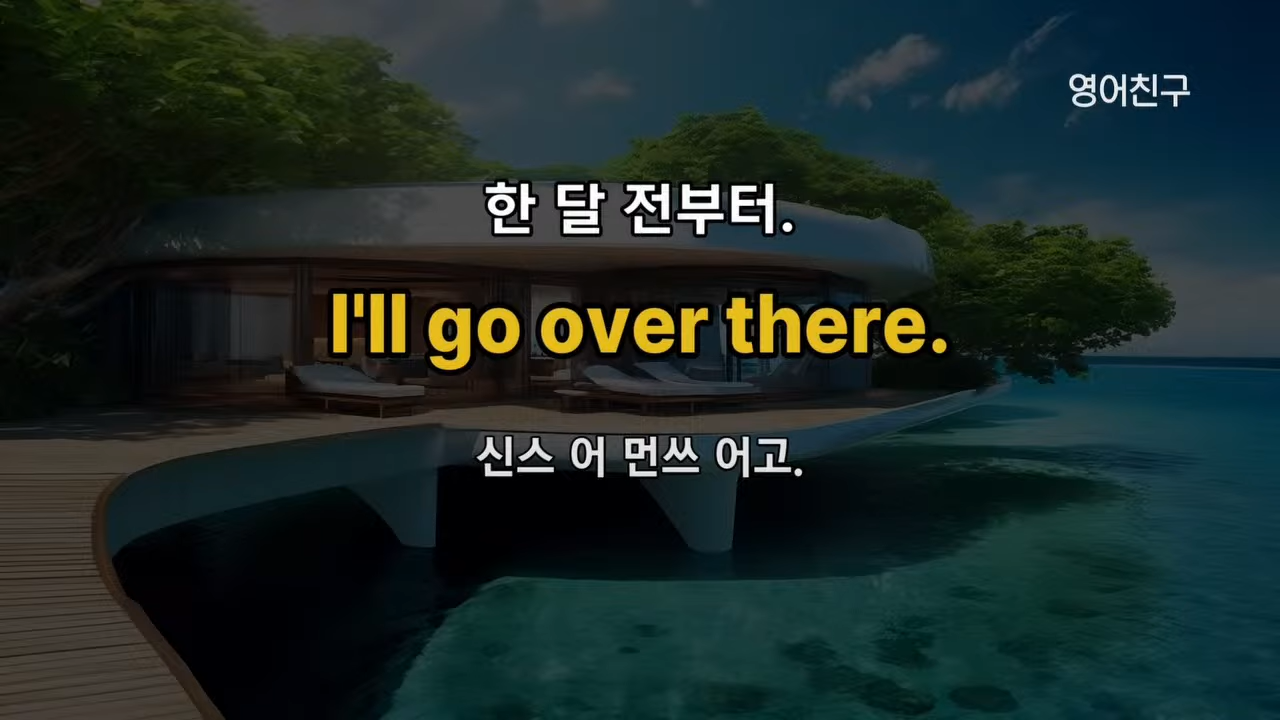 영어친구
한 달 전부터.
I'll go over there.
신스 어 먼쓰 어고.